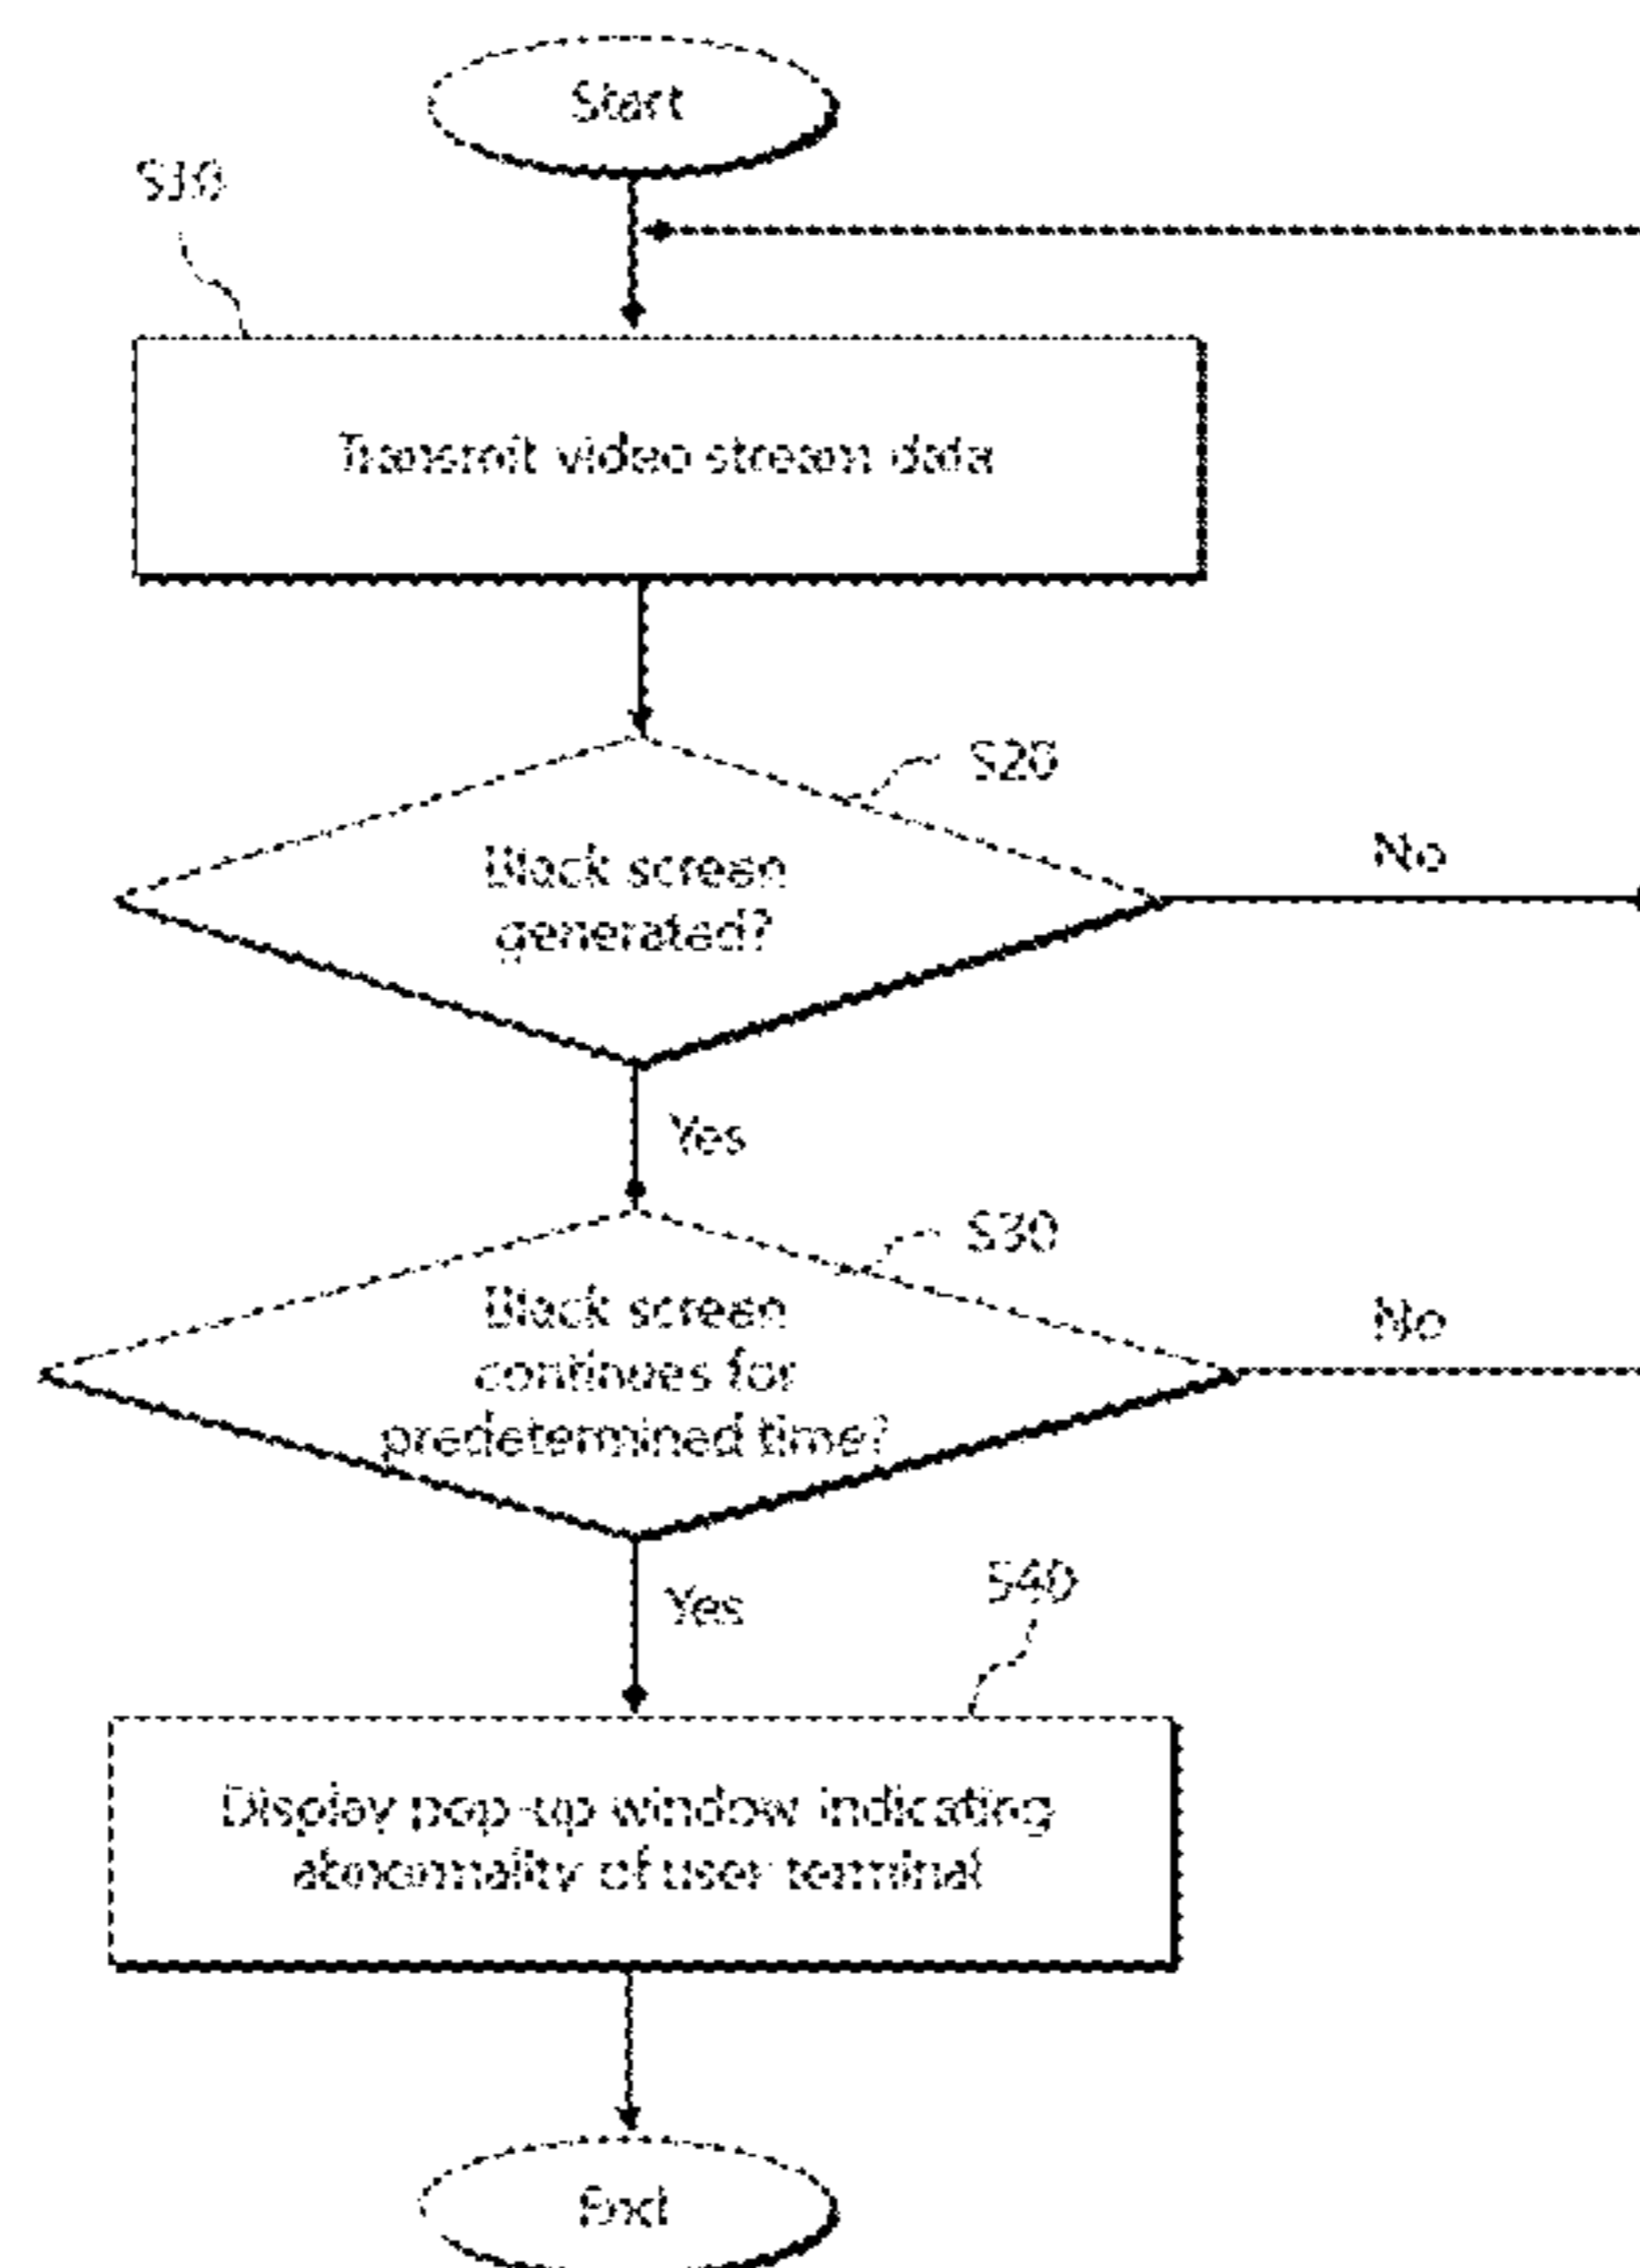 Start
S10
Transmit video stream data
S20
Black screen
generated?
No
Yes
S30
Black screen
continues for
predetermined time?
No
Yes
S40
Display pop-up window indicating
abnormality of user terminal